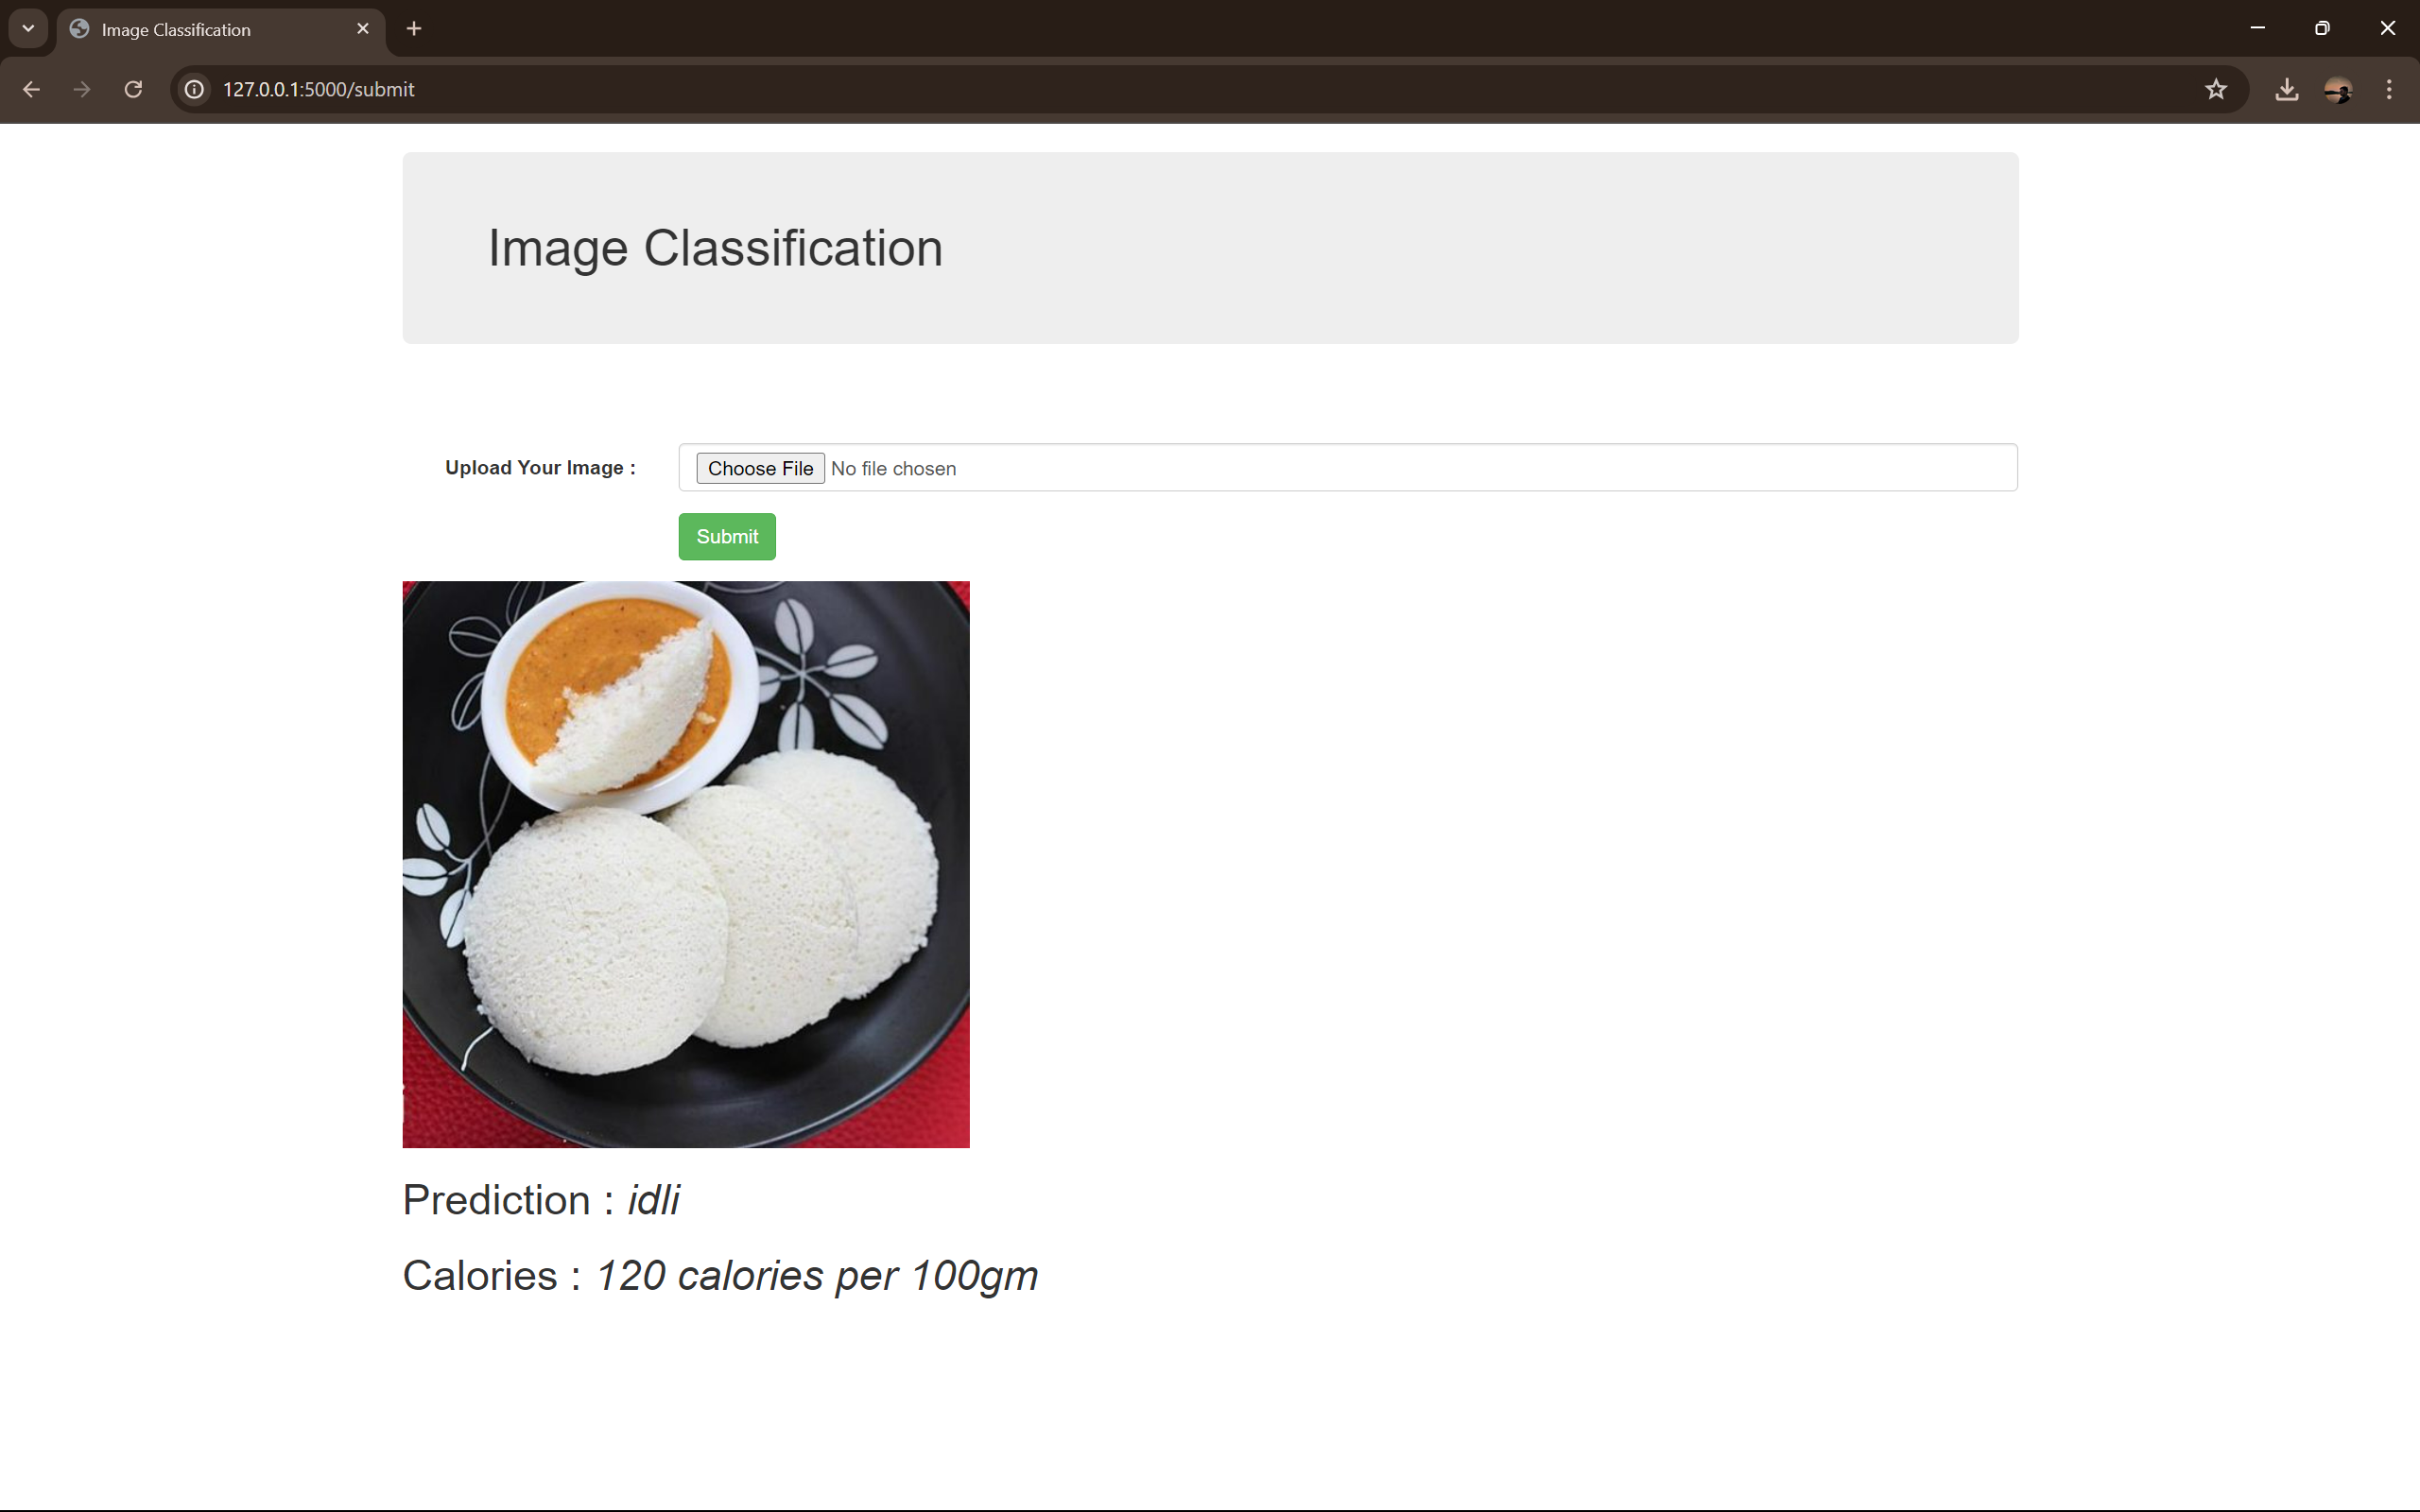 Image Classification
127.0.0.1:5000/submit
Image Classification
Upload Your Image :
Choose File No file chosen
Submit
Prediction : idli
Calories : 120 calories per 100gm